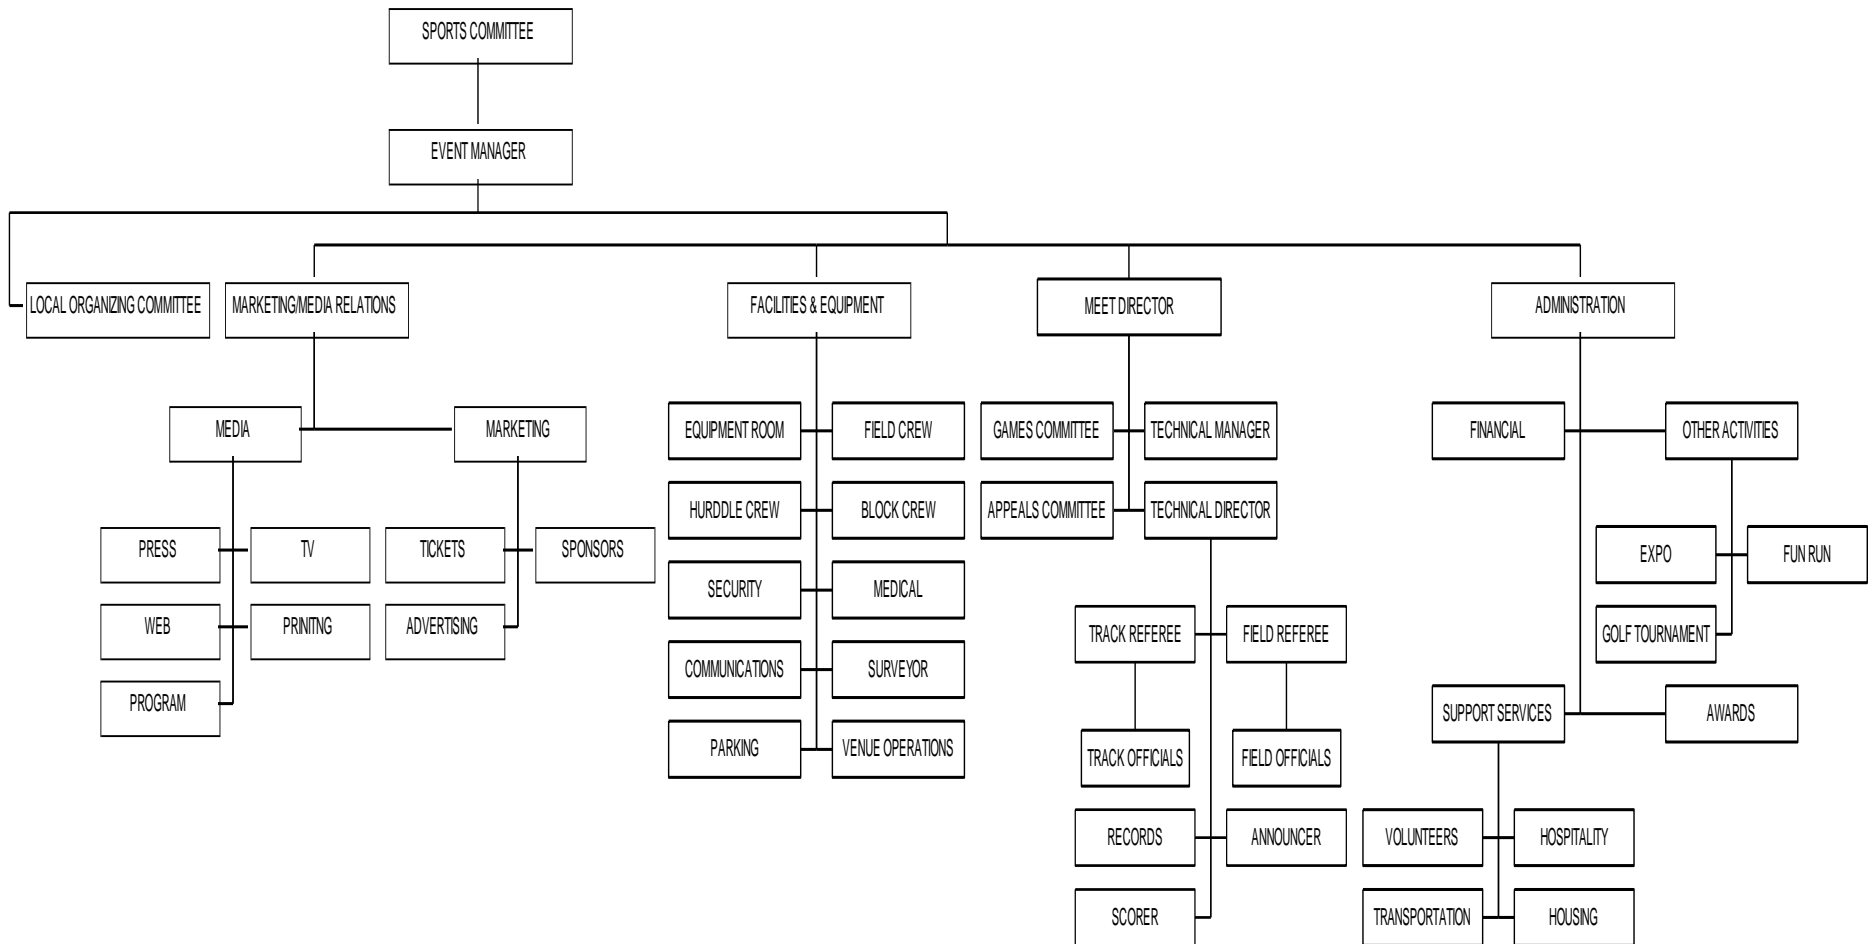 SPORTS COMMITTEE
EVENT MANAGER
LOCAL ORGANIZING COMMITTEE
MARKETING/MEDIA RELATIONS
FACILITIES & EQUIPMENT
MEET DIRECTOR
ADMINISTRATION
MEDIA
MARKETING
EQUIPMENT ROOM
FIELD CREW
GAMES COMMITTEE
TECHNICAL MANAGER
FINANCIAL
OTHER ACTIVITIES
HURDDLE CREW
BLOCK CREW
APPEALS COMMITTEE
TECHNICAL DIRECTOR
PRESS
TV
TICKETS
SPONSORS
EXPO
FUN RUN
SECURITY
MEDICAL
WEB
PRINITNG
ADVERTISING
TRACK REFEREE
FIELD REFEREE
GOLF TOURNAMENT
COMMUNICATIONS
SURVEYOR
PROGRAM
SUPPORT SERVICES
AWARDS
PARKING
VENUE OPERATIONS
TRACK OFFICIALS
FIELD OFFICIALS
RECORDS
ANNOUNCER
VOLUNTEERS
HOSPITALITY
SCORER
TRANSPORTATION
HOUSING